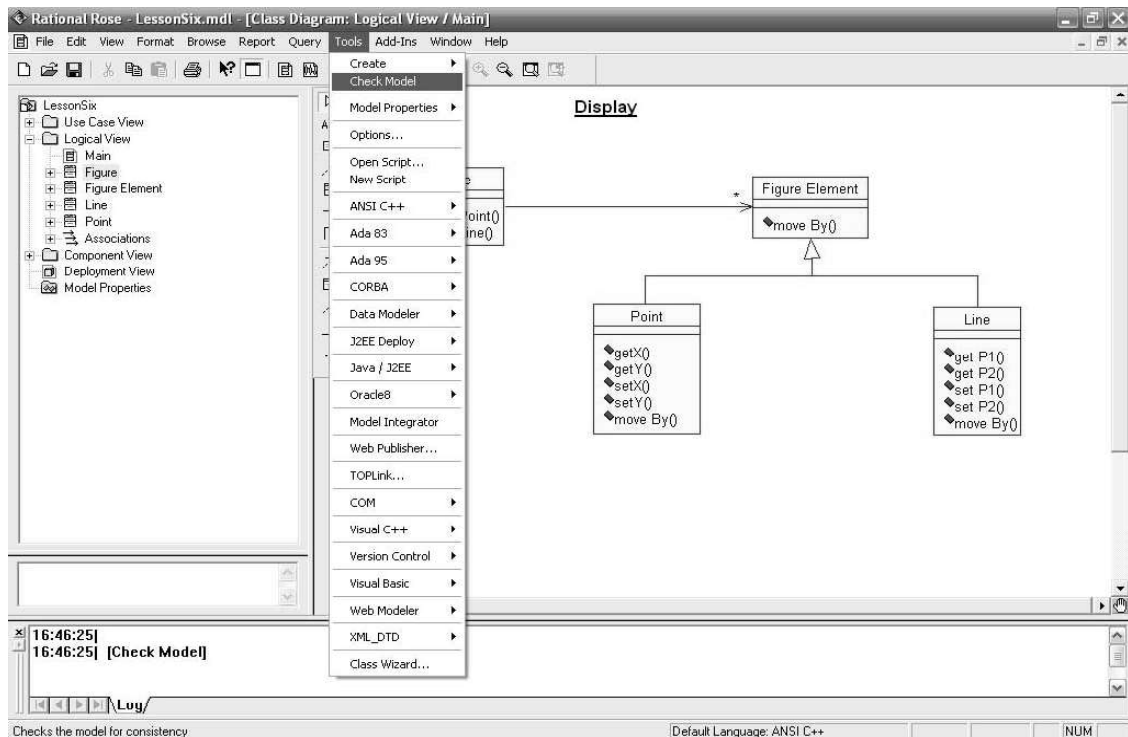 Rational Rose - LessonSix.mdl - [Class Diagram: Logical View / Main]
File Edit View Format Browse Report Query Tools Add-Ins Window Help
LessonSix
Use Case View
Logical View
Main
Figure
Figure Element
Line
Point
Associations
Component View
Deployment View
Model Properties
Create
Check Model
Model Properties
Options...
Open Script...
New Script
ANSI C++
Ada 83
Ada 95
CORBA
Data Modeler
J2EE Deploy
Java / J2EE
Oracle8
Model Integrator
Web Publisher...
TOPLink...
COM
Visual C++
Version Control
Visual Basic
Web Modeler
XML_DTD
Class Wizard...
Display
oint()
ine()
*
Figure Element
move By()
Point
getX()
getY()
setX()
setY()
move By()
Line
get P1()
get P2()
set P1()
set P2()
move By()
16:46:25|
16:46:25| [Check Model]
Log
Checks the model for consistency
Default Language: ANSI C++
NUM